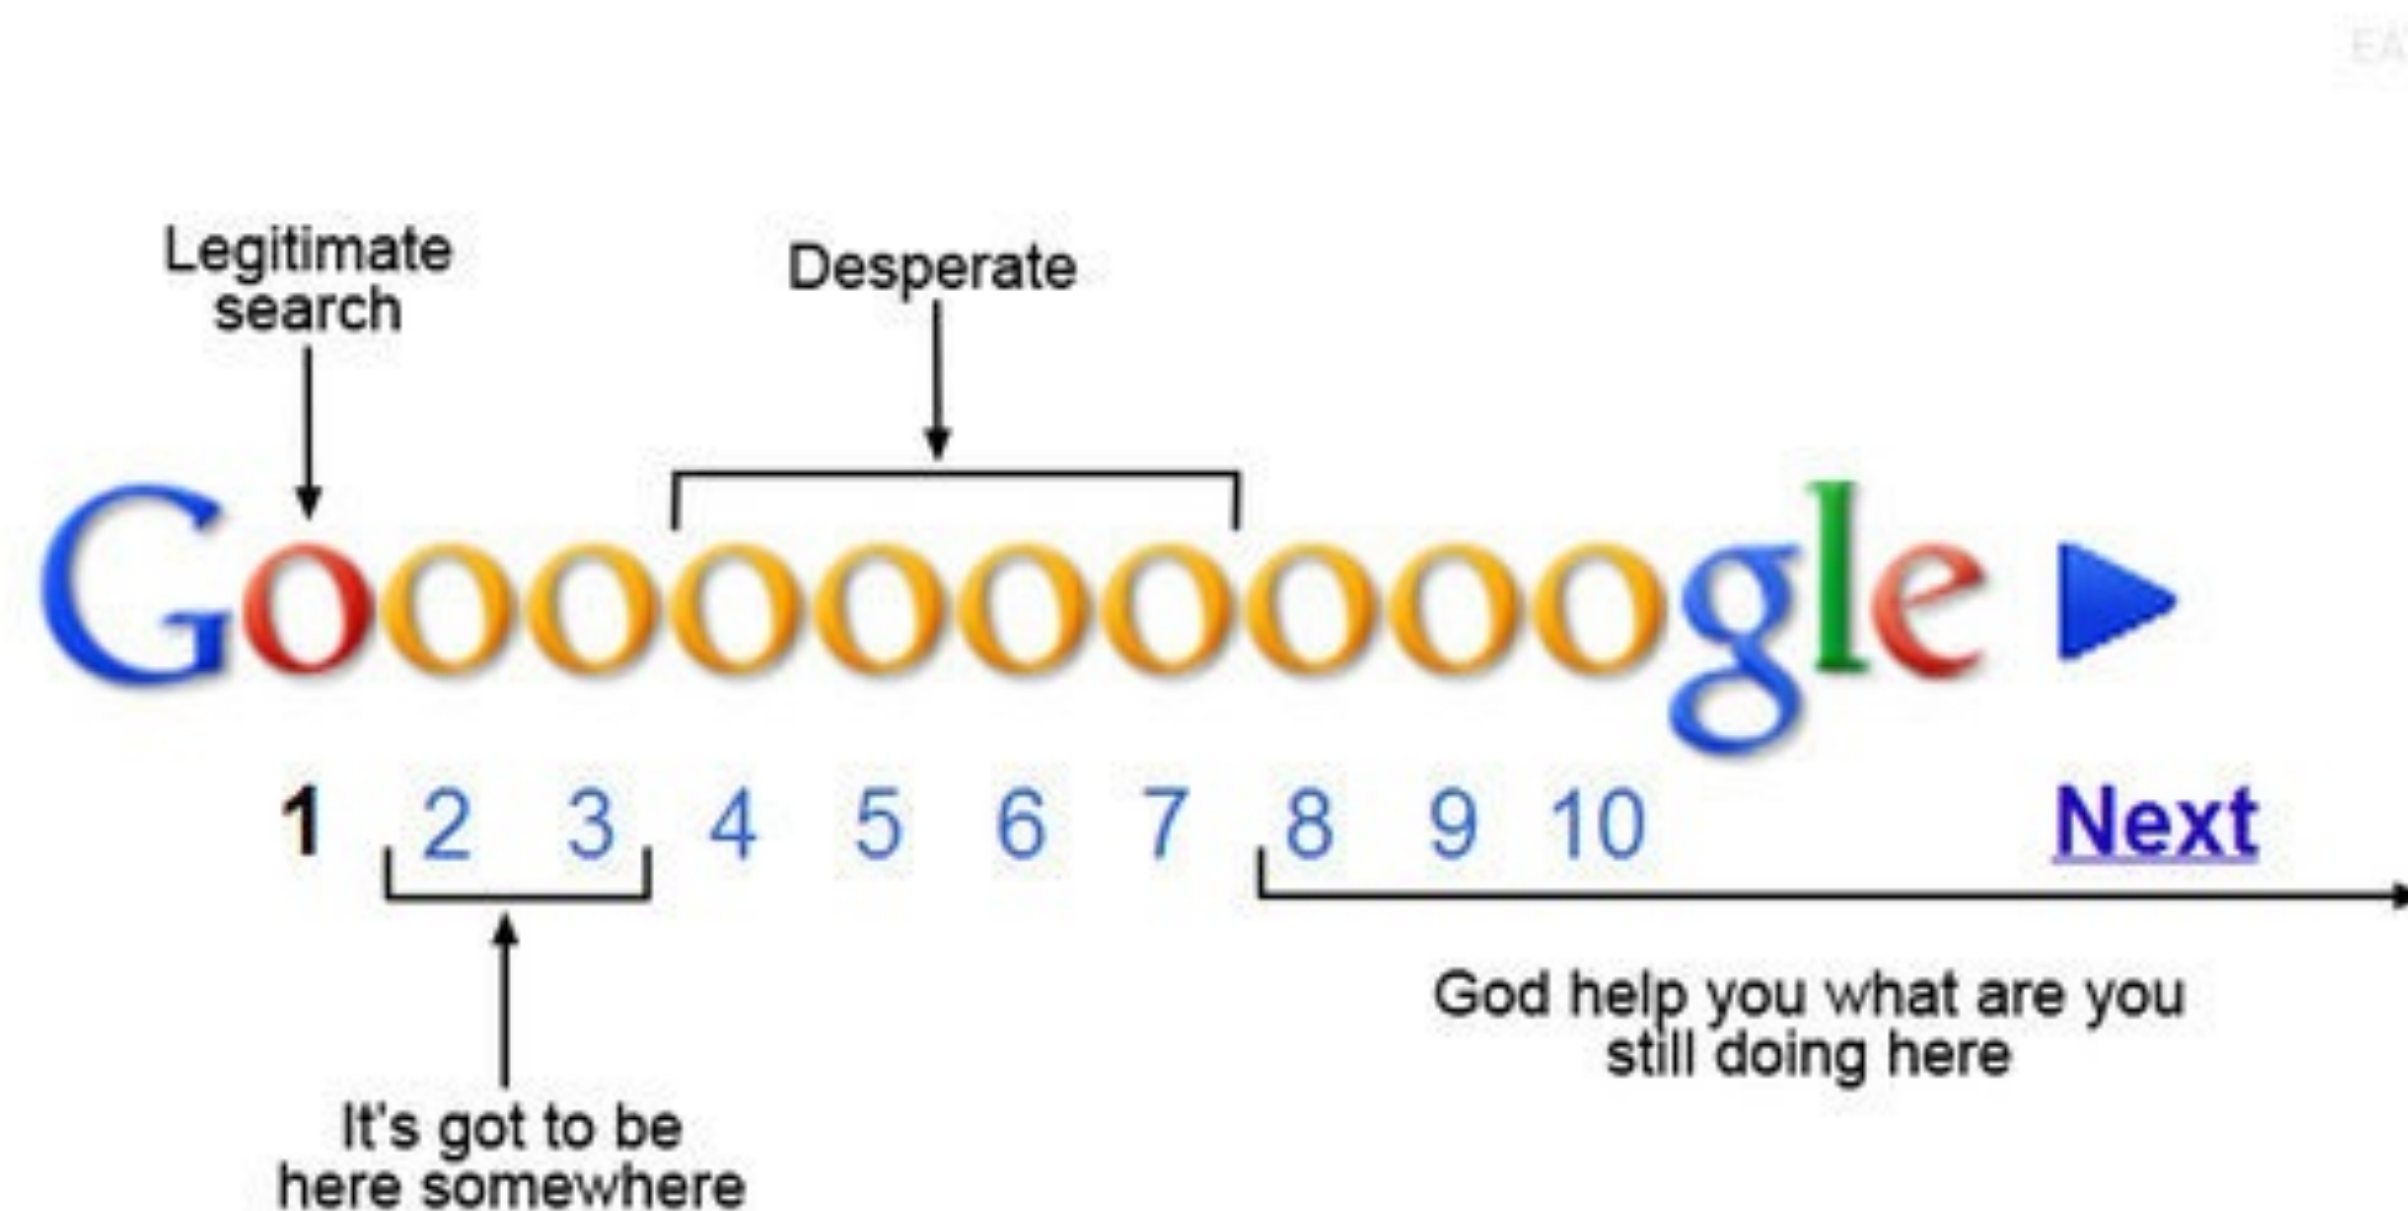 Legitimate
search
Desperate
Goooooooooogle
1 2 3 4 5 6 7 8 9 10 Next
God help you what are you
still doing here
It's got to be
here somewhere